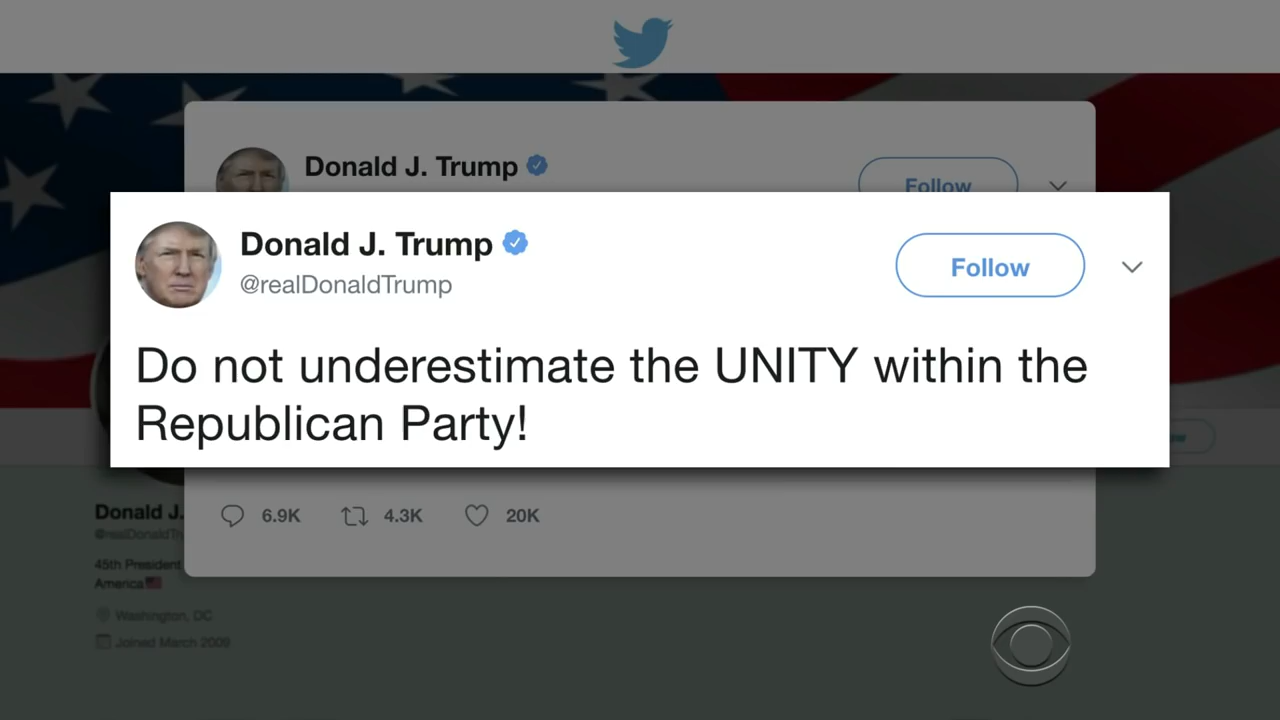 Donald J. Trump
Follow
Donald J. Trump
@realDonaldTrump
Follow
Do not underestimate the UNITY within the
Republican Party!
6.9K 4.3K 20K
Donald J.
@realDonaldTr
45th President
America
Washington, DC
Joined March 2009